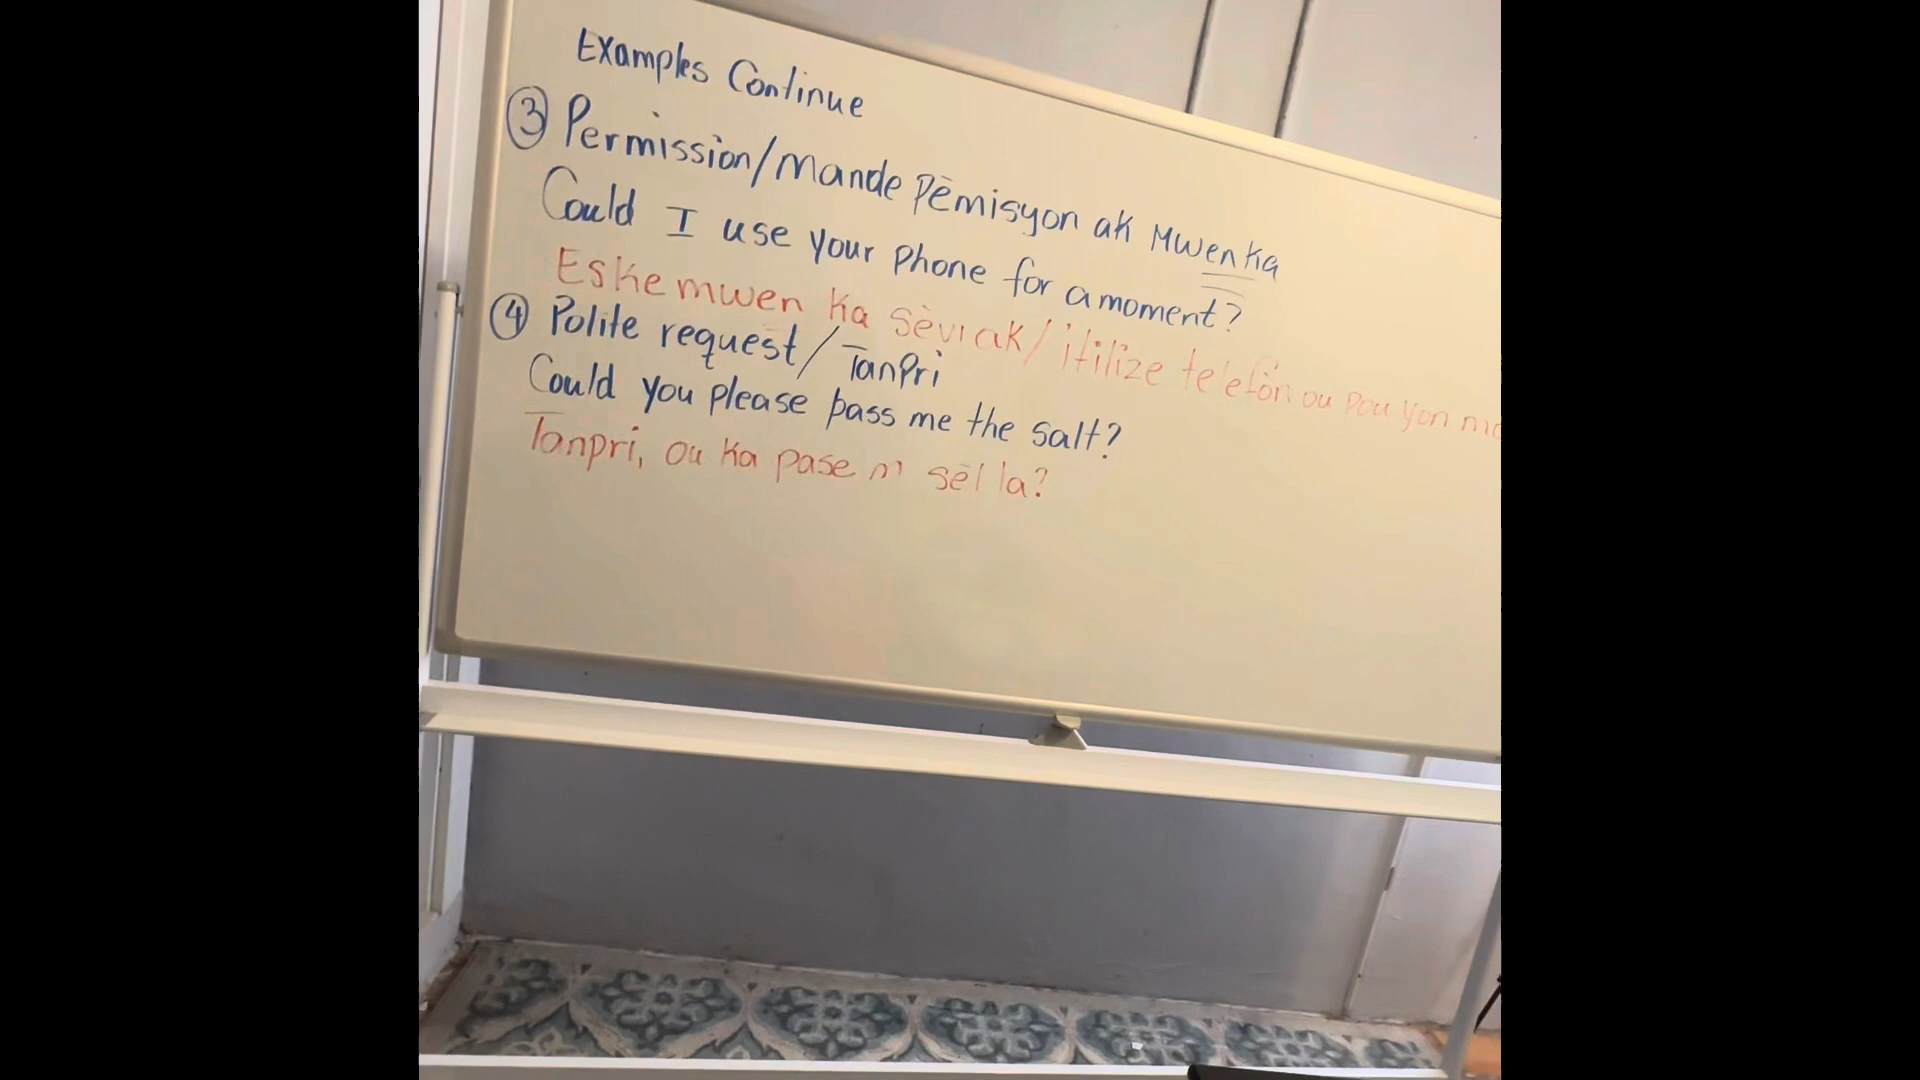 Examples Continue
③ Permission/Mande Pèmisyon ak Mwen ka
Could I use your phone for a moment?
Eske mwen ka sèvi ak/itilize telefòn ou pou yon
④ Polite request/Tanpri
Could you please pass me the salt?
Tanpri, ou ka pase m sèl la?